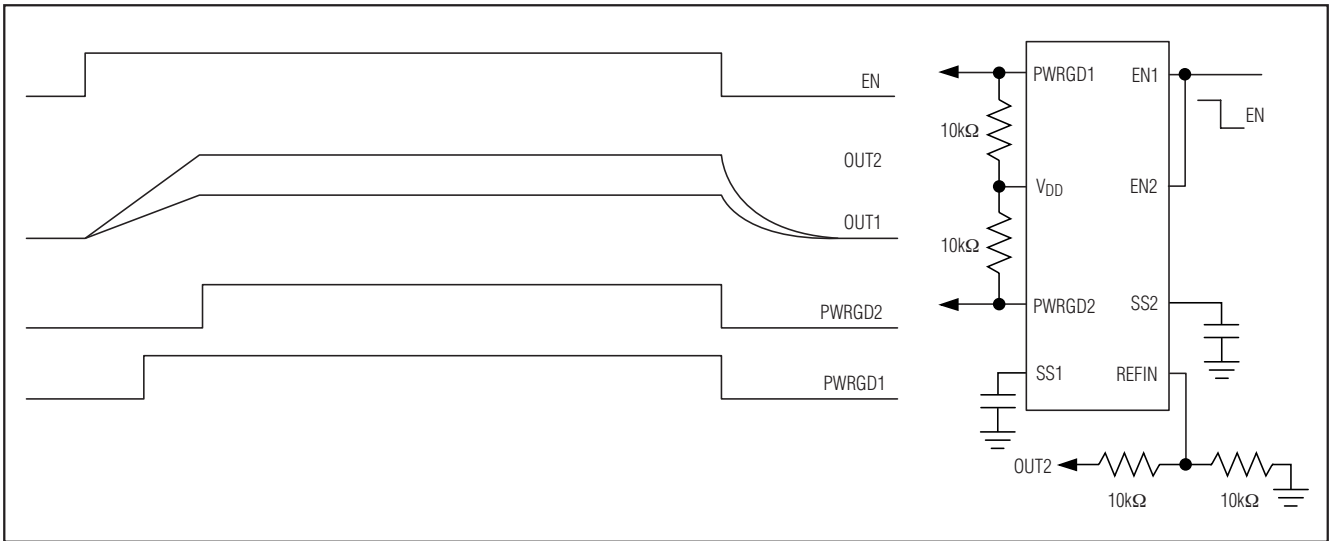 EN
OUT2
OUT1
PWRGD2
PWRGD1
PWRGD1
EN1
10kΩ
EN
VDD
EN2
10kΩ
PWRGD2
SS2
SS1
REFIN
OUT2
10kΩ
10kΩ